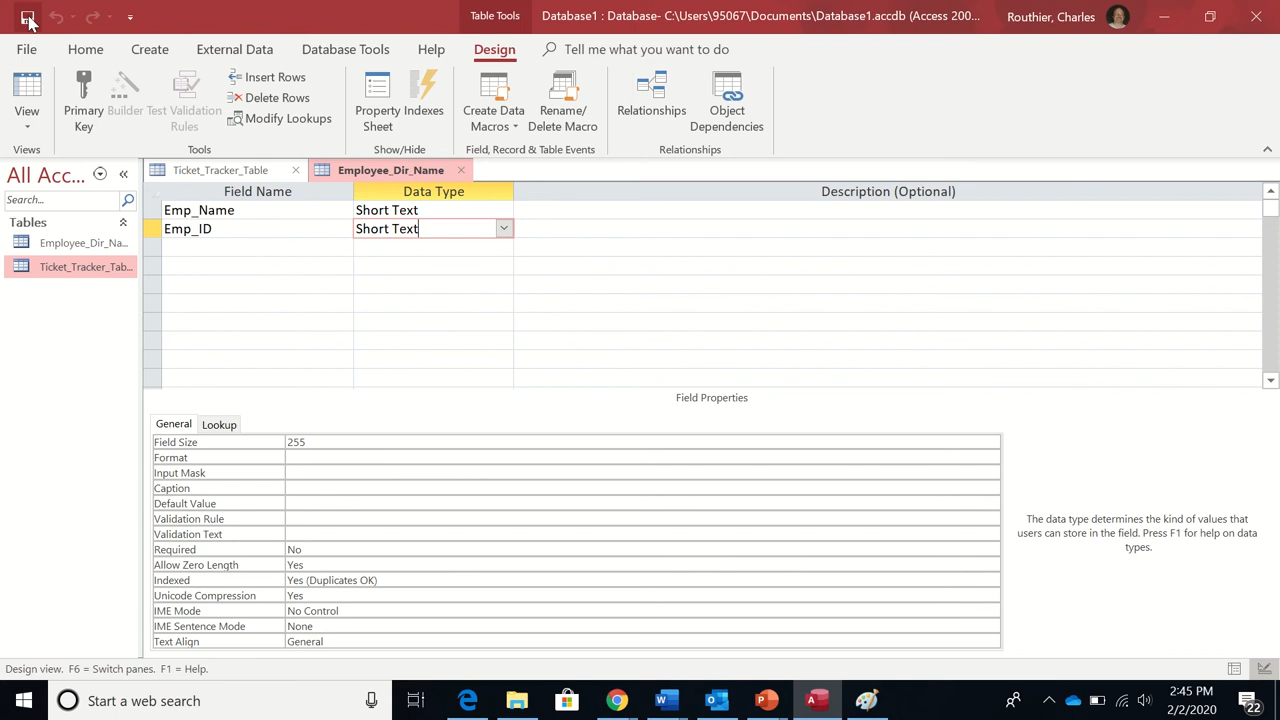 Table Tools
Database1 : Database- C:\Users\95067\Documents\Database1.accdb (Access 200...
Routhier, Charles
File
Home
Create
External Data
Database Tools
Help
Design
Tell me what you want to do
View
Primary Key
Builder
Test Validation Rules
Insert Rows
Delete Rows
Modify Lookups
Property Sheet
Indexes
Create Data Macros
Rename/ Delete Macro
Relationships
Object Dependencies
Views
Tools
Show/Hide
Field, Record & Table Events
Relationships
All Acc...
Search...
Tables
Employee_Dir_Na...
Ticket_Tracker_Tab...
Ticket_Tracker_Table
Employee_Dir_Name
Field Name
Data Type
Description (Optional)
Emp_Name Short Text
Emp_ID Short Text
Field Properties
General
Lookup
Field Size 255
Format
Input Mask
Caption
Default Value
Validation Rule
Validation Text
Required No
Allow Zero Length Yes
Indexed Yes (Duplicates OK)
Unicode Compression Yes
IME Mode No Control
IME Sentence Mode None
Text Align General
The data type determines the kind of values that
users can store in the field. Press F1 for help on data
types.
Design view. F6 = Switch panes. F1 = Help.
Start a web search
2:45 PM
2/2/2020
22